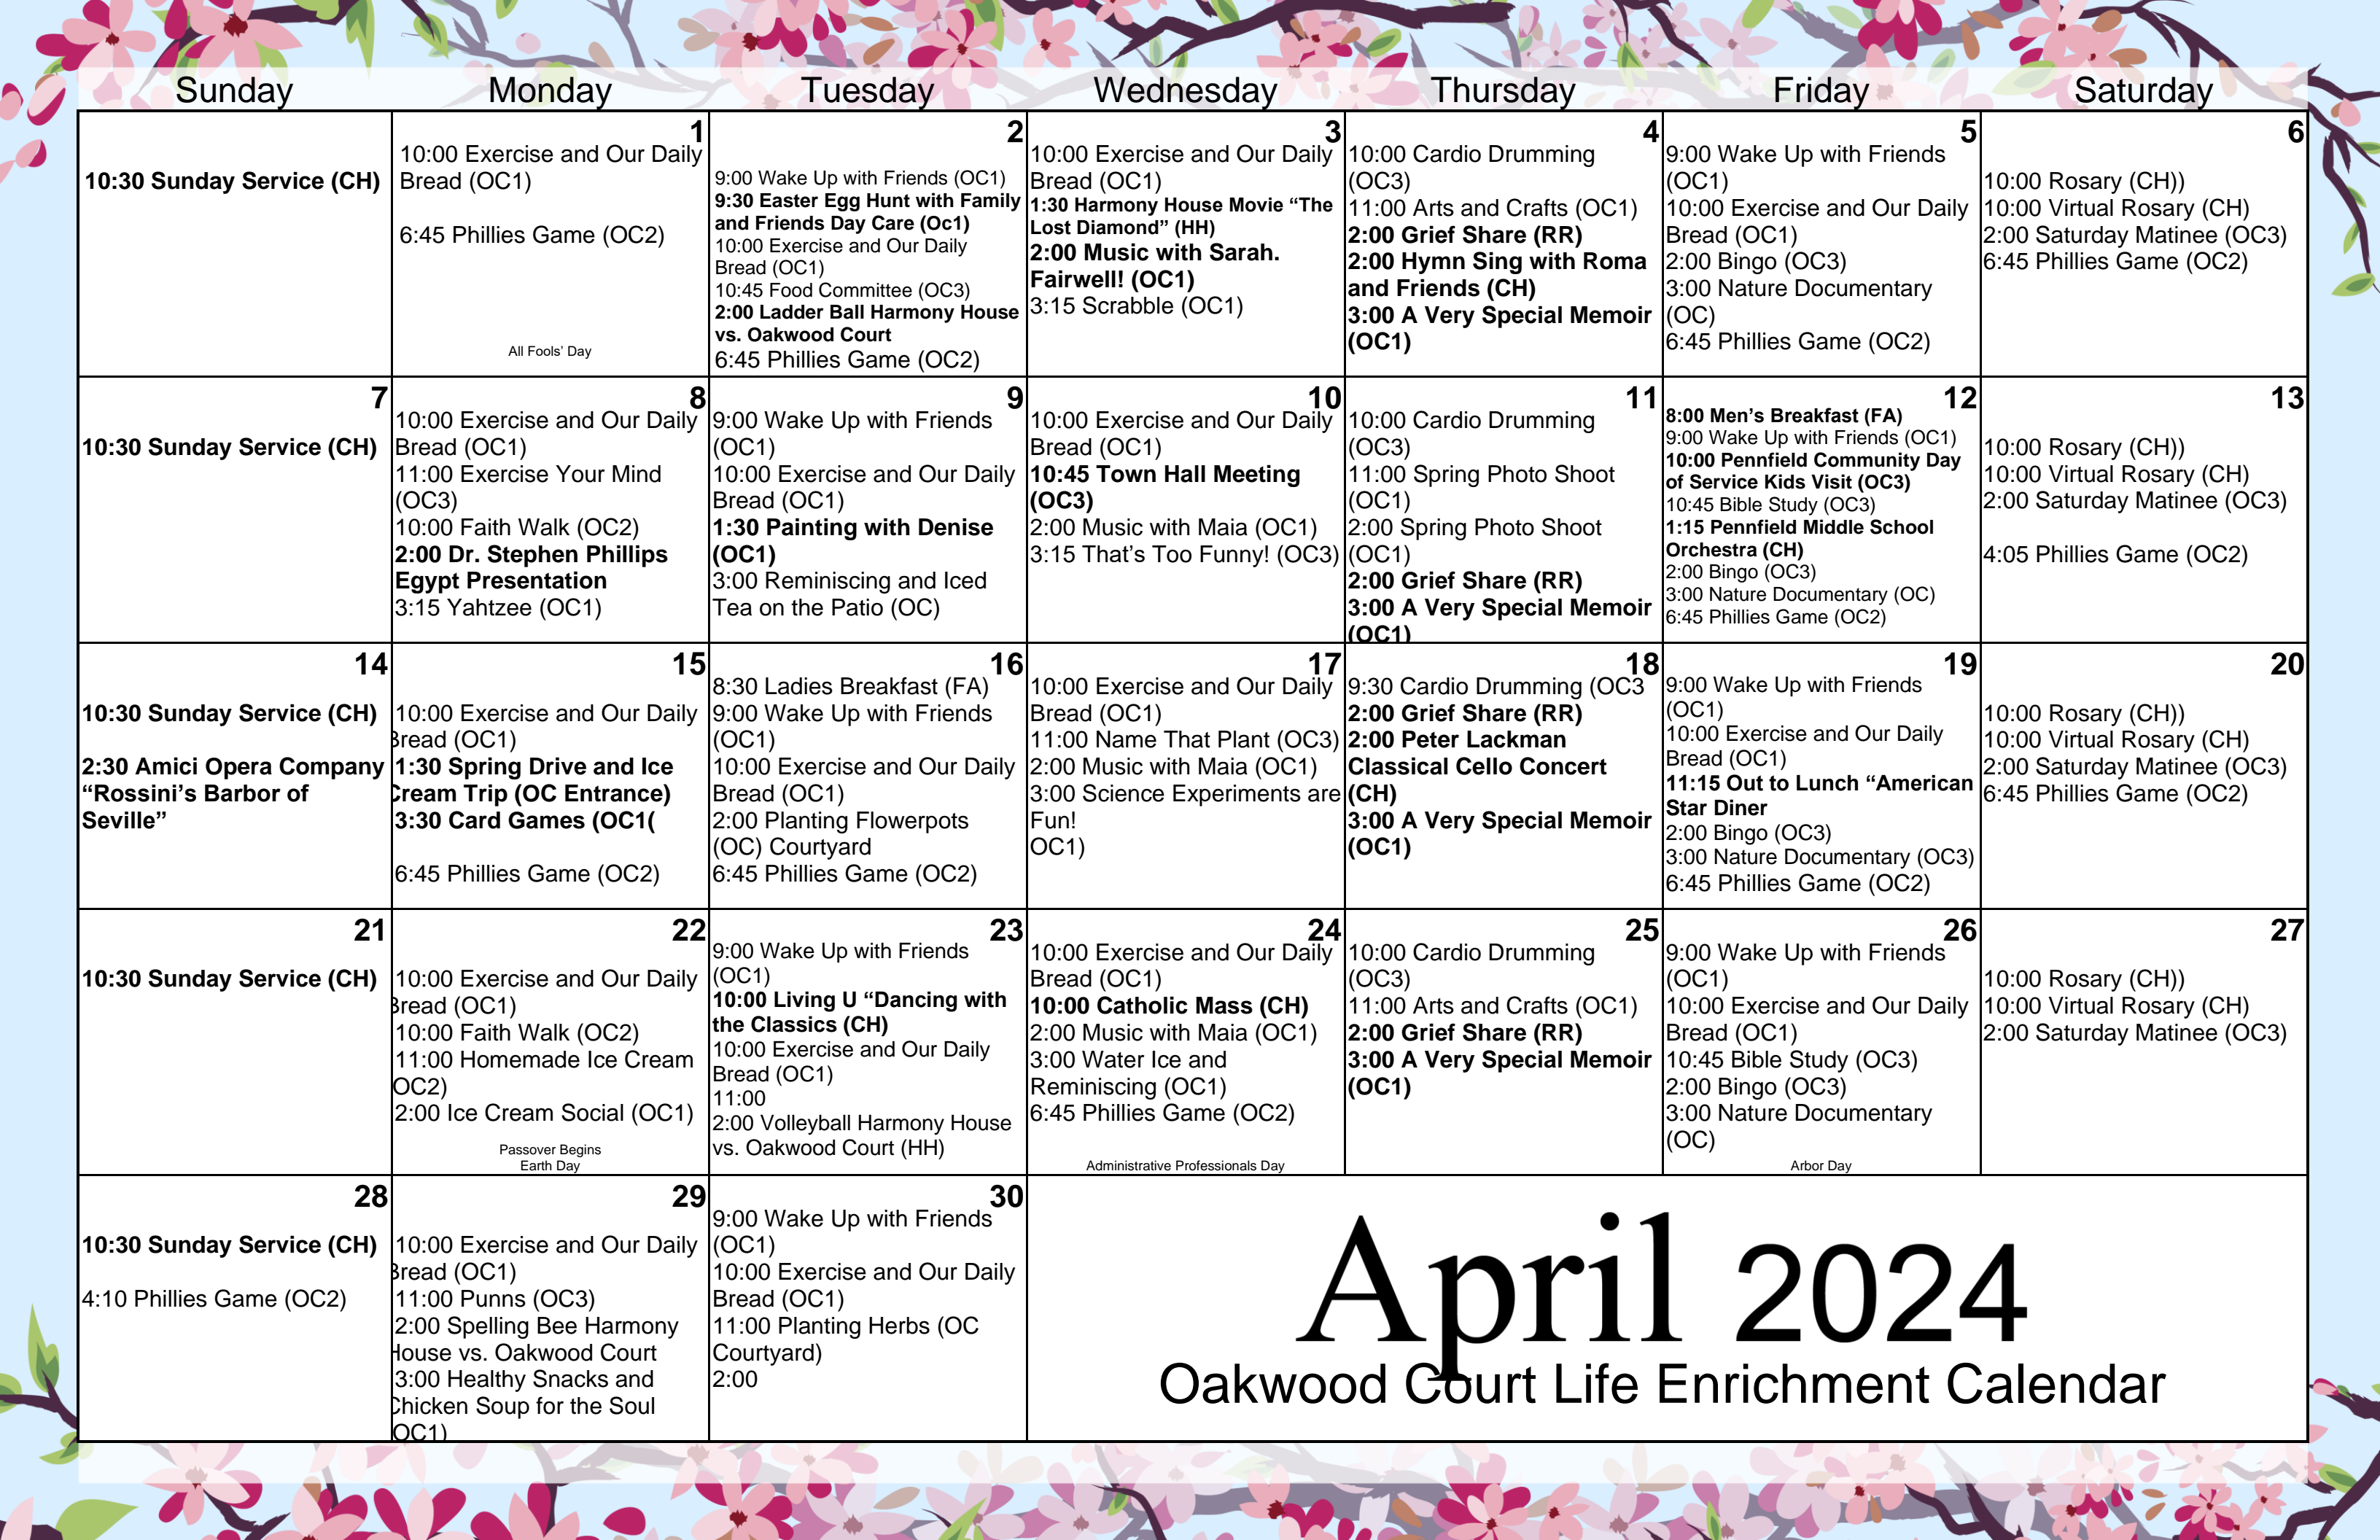 Sunday Monday Tuesday Wednesday Thursday Friday Saturday
10:30 Sunday Service (CH)
1
10:00 Exercise and Our Daily
Bread (OC1)
6:45 Phillies Game (OC2)
All Fools’ Day
2
9:00 Wake Up with Friends (OC1)
9:30 Easter Egg Hunt with Family
and Friends Day Care (Oc1)
10:00 Exercise and Our Daily
Bread (OC1)
10:45 Food Committee (OC3)
2:00 Ladder Ball Harmony House
vs. Oakwood Court
6:45 Phillies Game (OC2)
3
10:00 Exercise and Our Daily
Bread (OC1)
1:30 Harmony House Movie “The
Lost Diamond” (HH)
2:00 Music with Sarah.
Fairwell! (OC1)
3:15 Scrabble (OC1)
4
10:00 Cardio Drumming
(OC3)
11:00 Arts and Crafts (OC1)
2:00 Grief Share (RR)
2:00 Hymn Sing with Roma
and Friends (CH)
3:00 A Very Special Memoir
(OC1)
5
9:00 Wake Up with Friends
(OC1)
10:00 Exercise and Our Daily
Bread (OC1)
2:00 Bingo (OC3)
3:00 Nature Documentary
(OC)
6:45 Phillies Game (OC2)
6
10:00 Rosary (CH))
10:00 Virtual Rosary (CH)
2:00 Saturday Matinee (OC3)
6:45 Phillies Game (OC2)
7
10:30 Sunday Service (CH)
8
10:00 Exercise and Our Daily
Bread (OC1)
11:00 Exercise Your Mind
(OC3)
10:00 Faith Walk (OC2)
2:00 Dr. Stephen Phillips
Egypt Presentation
3:15 Yahtzee (OC1)
9
9:00 Wake Up with Friends
(OC1)
10:00 Exercise and Our Daily
Bread (OC1)
1:30 Painting with Denise
(OC1)
3:00 Reminiscing and Iced
Tea on the Patio (OC)
10
10:00 Exercise and Our Daily
Bread (OC1)
10:45 Town Hall Meeting
(OC3)
2:00 Music with Maia (OC1)
3:15 That’s Too Funny! (OC3)
11
10:00 Cardio Drumming
(OC3)
11:00 Spring Photo Shoot
(OC1)
2:00 Spring Photo Shoot
(OC1)
2:00 Grief Share (RR)
3:00 A Very Special Memoir
(OC1)
12
8:00 Men’s Breakfast (FA)
9:00 Wake Up with Friends (OC1)
10:00 Pennfield Community Day
of Service Kids Visit (OC3)
10:45 Bible Study (OC3)
1:15 Pennfield Middle School
Orchestra (CH)
2:00 Bingo (OC3)
3:00 Nature Documentary (OC)
6:45 Phillies Game (OC2)
13
10:00 Rosary (CH))
10:00 Virtual Rosary (CH)
2:00 Saturday Matinee (OC3)
4:05 Phillies Game (OC2)
14
10:30 Sunday Service (CH)
2:30 Amici Opera Company
“Rossini’s Barbor of
Seville”
15
10:00 Exercise and Our Daily
Bread (OC1)
1:30 Spring Drive and Ice
Cream Trip (OC Entrance)
3:30 Card Games (OC1(
6:45 Phillies Game (OC2)
16
8:30 Ladies Breakfast (FA)
9:00 Wake Up with Friends
(OC1)
10:00 Exercise and Our Daily
Bread (OC1)
2:00 Planting Flowerpots
(OC) Courtyard
6:45 Phillies Game (OC2)
17
10:00 Exercise and Our Daily
Bread (OC1)
11:00 Name That Plant (OC3)
2:00 Music with Maia (OC1)
3:00 Science Experiments are
Fun!
OC1)
18
9:30 Cardio Drumming (OC3
2:00 Grief Share (RR)
2:00 Peter Lackman
Classical Cello Concert
(CH)
3:00 A Very Special Memoir
(OC1)
19
9:00 Wake Up with Friends
(OC1)
10:00 Exercise and Our Daily
Bread (OC1)
11:15 Out to Lunch “American
Star Diner
2:00 Bingo (OC3)
3:00 Nature Documentary (OC3)
6:45 Phillies Game (OC2)
20
10:00 Rosary (CH))
10:00 Virtual Rosary (CH)
2:00 Saturday Matinee (OC3)
6:45 Phillies Game (OC2)
21
10:30 Sunday Service (CH)
22
10:00 Exercise and Our Daily
Bread (OC1)
10:00 Faith Walk (OC2)
11:00 Homemade Ice Cream
OC2)
2:00 Ice Cream Social (OC1)
Passover Begins
Earth Day
23
9:00 Wake Up with Friends
(OC1)
10:00 Living U “Dancing with
the Classics (CH)
10:00 Exercise and Our Daily
Bread (OC1)
11:00
2:00 Volleyball Harmony House
vs. Oakwood Court (HH)
24
10:00 Exercise and Our Daily
Bread (OC1)
10:00 Catholic Mass (CH)
2:00 Music with Maia (OC1)
3:00 Water Ice and
Reminiscing (OC1)
6:45 Phillies Game (OC2)
Administrative Professionals Day
25
10:00 Cardio Drumming
(OC3)
11:00 Arts and Crafts (OC1)
2:00 Grief Share (RR)
3:00 A Very Special Memoir
(OC1)
26
9:00 Wake Up with Friends
(OC1)
10:00 Exercise and Our Daily
Bread (OC1)
10:45 Bible Study (OC3)
2:00 Bingo (OC3)
3:00 Nature Documentary
(OC)
Arbor Day
27
10:00 Rosary (CH))
10:00 Virtual Rosary (CH)
2:00 Saturday Matinee (OC3)
28
10:30 Sunday Service (CH)
4:10 Phillies Game (OC2)
29
10:00 Exercise and Our Daily
Bread (OC1)
11:00 Punns (OC3)
2:00 Spelling Bee Harmony
House vs. Oakwood Court
3:00 Healthy Snacks and
Chicken Soup for the Soul
OC1)
30
9:00 Wake Up with Friends
(OC1)
10:00 Exercise and Our Daily
Bread (OC1)
11:00 Planting Herbs (OC
Courtyard)
2:00
April 2024
Oakwood Court Life Enrichment Calendar